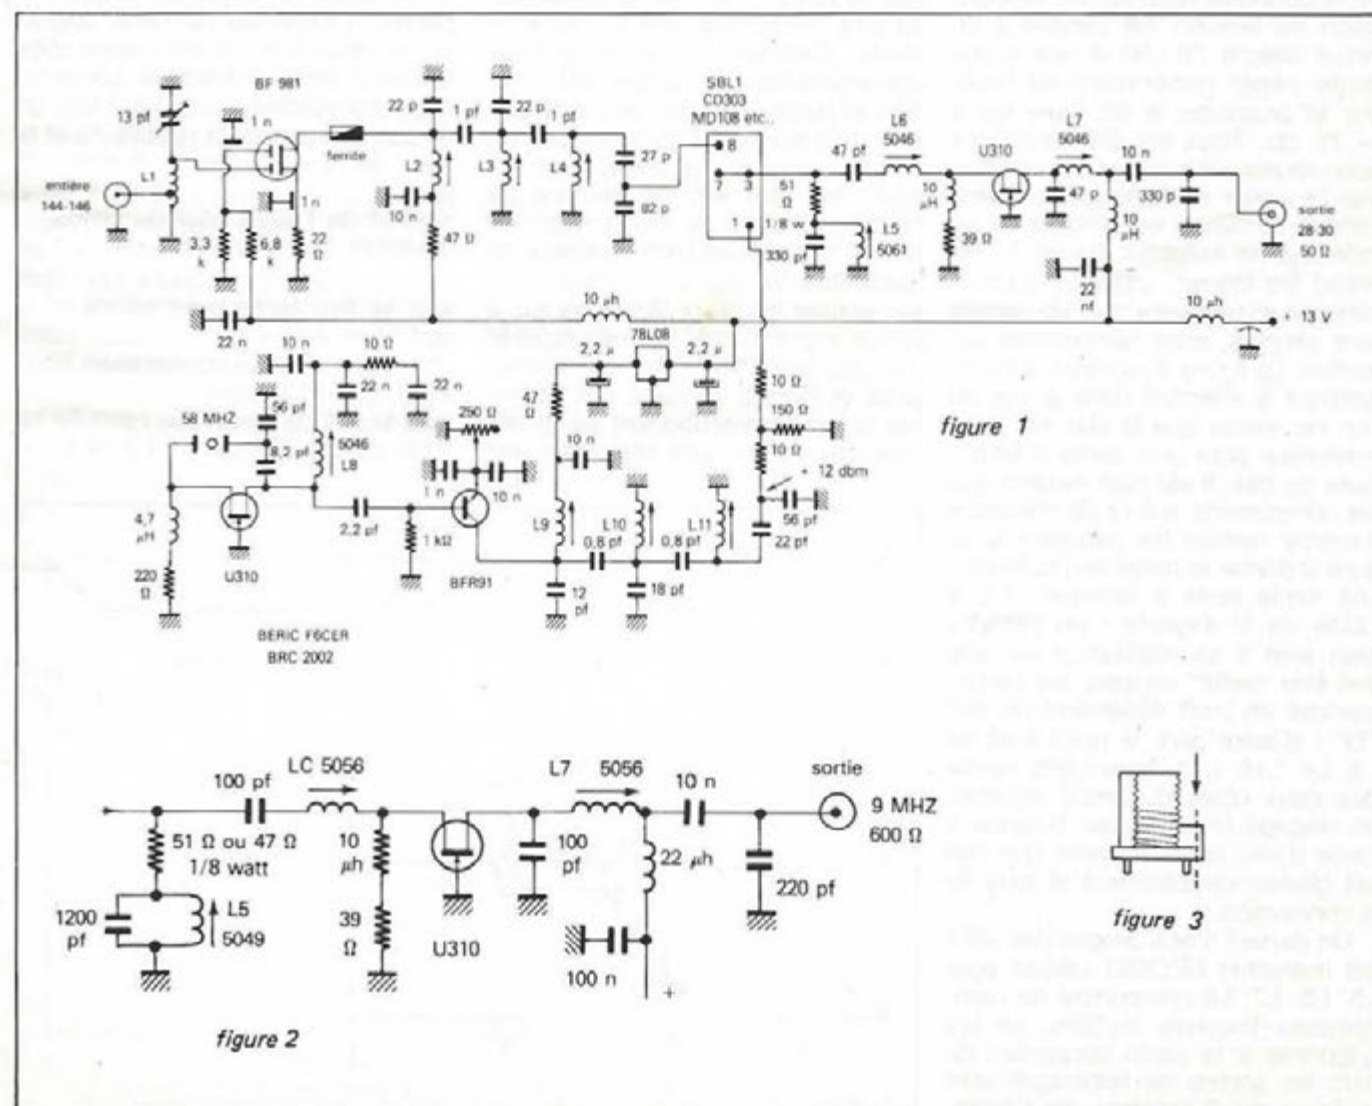 BF 981
13 pf
1 n
ferrite
22 p
1 pf
22 p
1 pf
L1
L2
L3
L4
27 p
82 p
entière
144-146
3,3
k
6,8
k
1 n
22
Ω
10 n
47 Ω
SBL1
CD303
MD108 etc...
8
7
3
1
51
Ω
1/8 w
330 pf
L5
5061
47 pf
L6
5046
10
µH
39 Ω
U310
L7
5046
47 p
10 n
330 p
10
µH
22
nf
sortie
28-30
50 Ω
10 µh
13 V
22 n
10 µh
78L08
2,2 µ
2,2 µ
10 n
10 Ω
22 n
22 n
58 MHZ
56 pf
8,2 pf
5046
L8
4,7
µH
220
Ω
U310
2,2 pf
1 kΩ
250 Ω
1 n
10 n
BFR91
47
Ω
10 n
L9
L10
L11
0,8 pf
0,8 pf
12
pf
18 pf
10 Ω
150 Ω
10 Ω
+ 12 dbm
56 pf
22 pf
figure 1
BERIC F6CER
BRC 2002
100 pf
LC 5056
51 Ω ou 47 Ω
1/8 watt
1200
pf
L5
5049
10
µh
39
Ω
U310
100
pf
L7 5056
10 n
22 µh
220 pf
100 n
+
sortie
9 MHZ
600 Ω
figure 2
figure 3